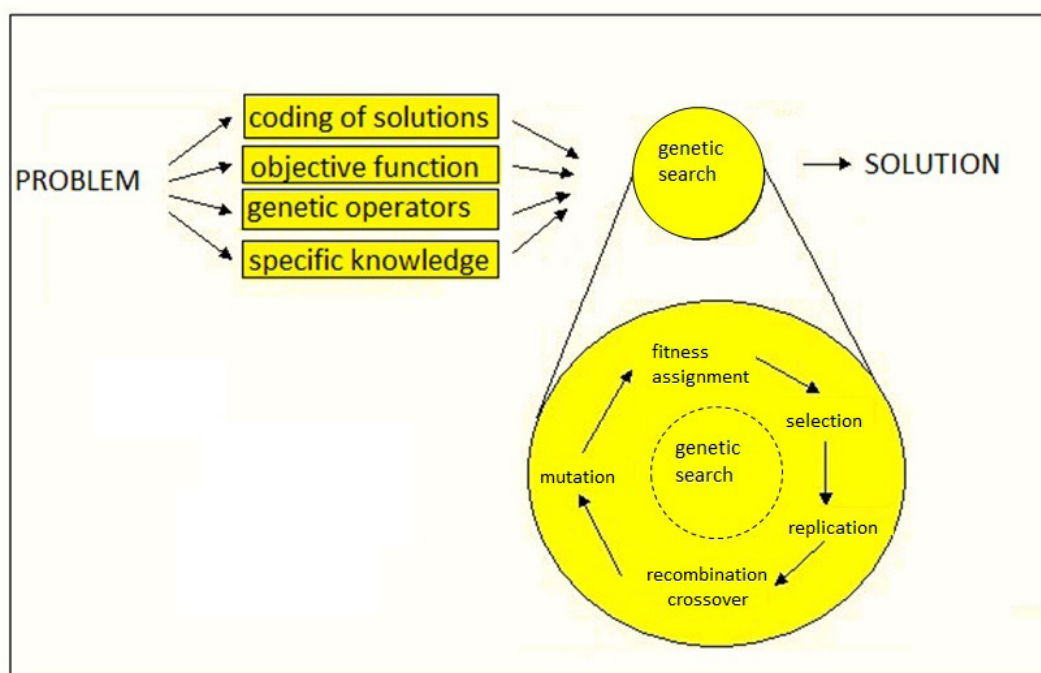 PROBLEM
coding of solutions
objective function
genetic operators
specific knowledge
genetic
search
SOLUTION
fitness
assignment
selection
genetic
search
mutation
replication
recombination
crossover